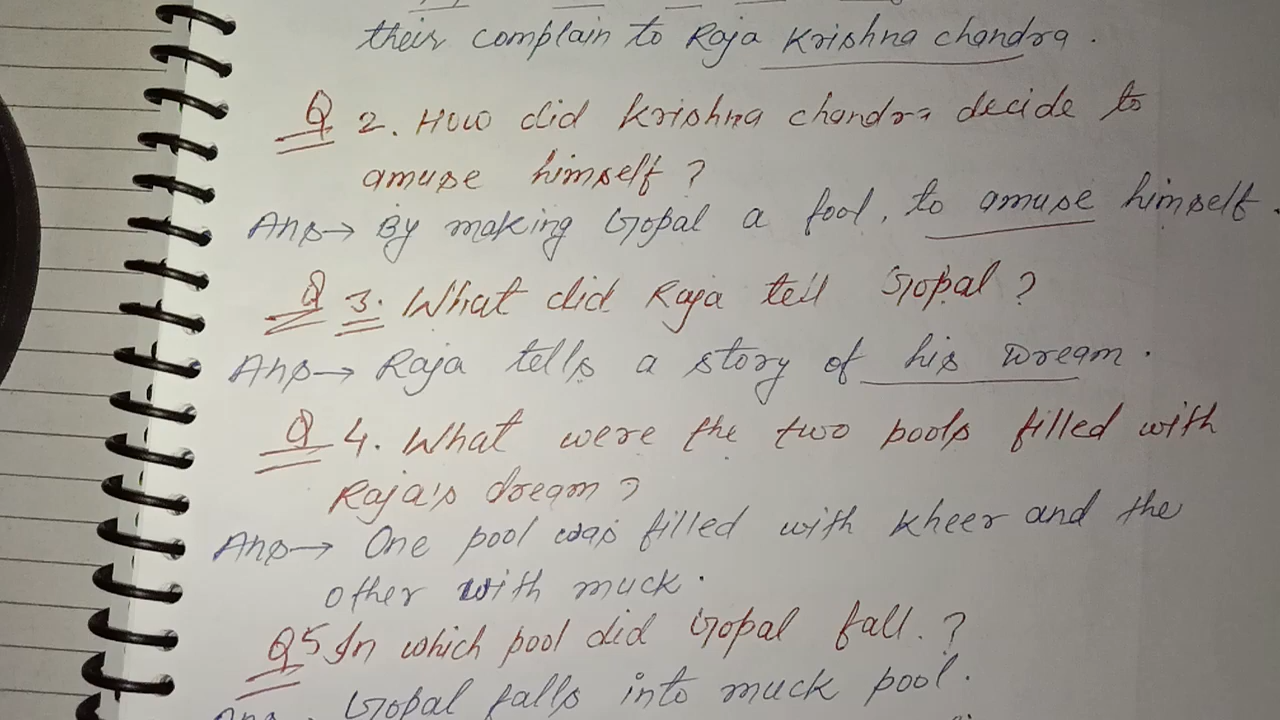 their complain to Raja Krishna chandra.
Q 2. How did Krishna chandra decide to
amuse himself?
Ans→ By making Gopal a fool, to amuse himself.
Q 3. What did Raja tell Gopal?
Ans→ Raja tells a story of his Dream.
Q 4. What were the two pools filled with
Raja's dream?
Ans→ One pool was filled with kheer and the
other with muck.
Q5 In which pool did Gopal fall.?
Ans. Gopal falls into muck pool.